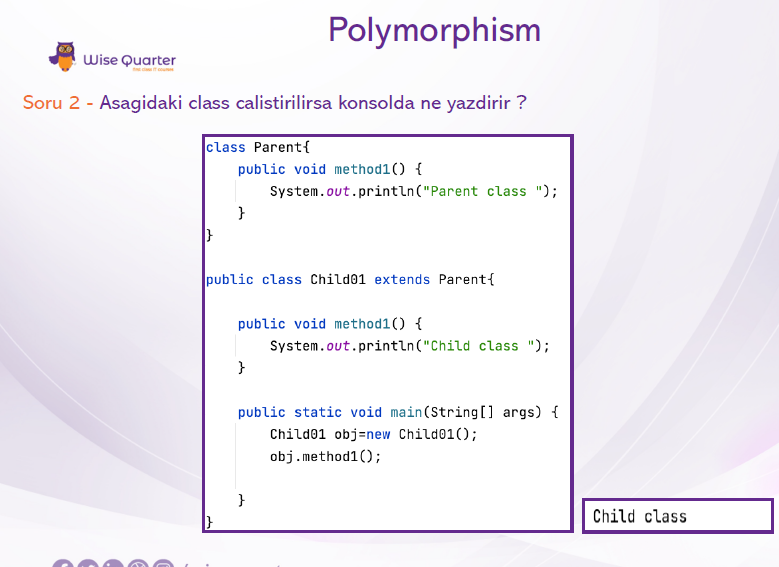 Polymorphism
Wise Quarter
Soru 2 - Asagidaki class calistirilirsa konsolda ne yazdirir ?
class Parent{
    public void method1() {
        System.out.println("Parent class ");
    }
}
public class Child01 extends Parent{
    public void method1() {
        System.out.println("Child class ");
    }
    public static void main(String[] args) {
        Child01 obj=new Child01();
        obj.method1();
    }
}
Child class